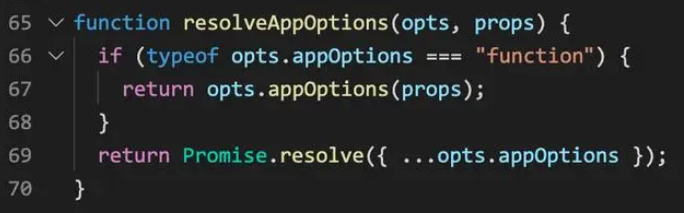 65 function resolveAppOptions(opts, props) {
66 if (typeof opts.appOptions === "function") {
67 return opts.appOptions(props);
68 }
69 return Promise.resolve({ ...opts.appOptions });
70 }